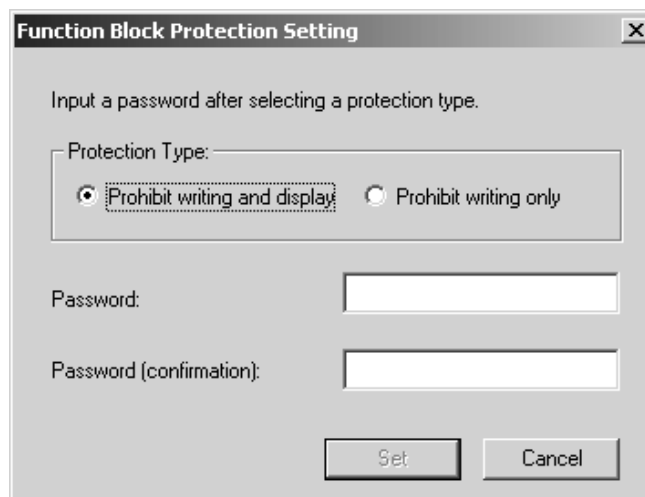 Function Block Protection Setting
Input a password after selecting a protection type.
Protection Type:
Prohibit writing and display
Prohibit writing only
Password:
Password (confirmation):
Set
Cancel